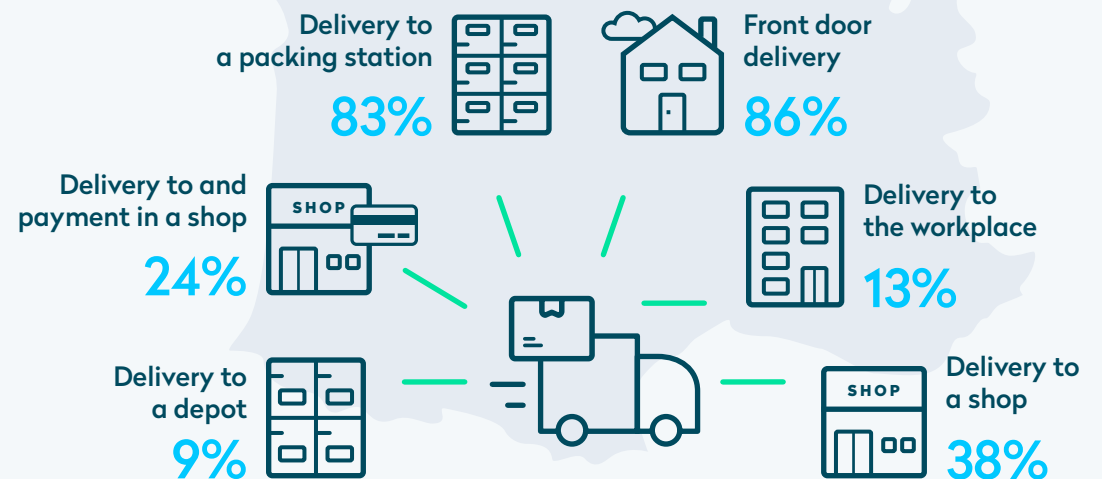 Delivery to
a packing station
83%
Front door
delivery
86%
Delivery to and
payment in a shop
24%
SHOP
Delivery to
the workplace
13%
Delivery to
a depot
9%
SHOP
Delivery to
a shop
38%